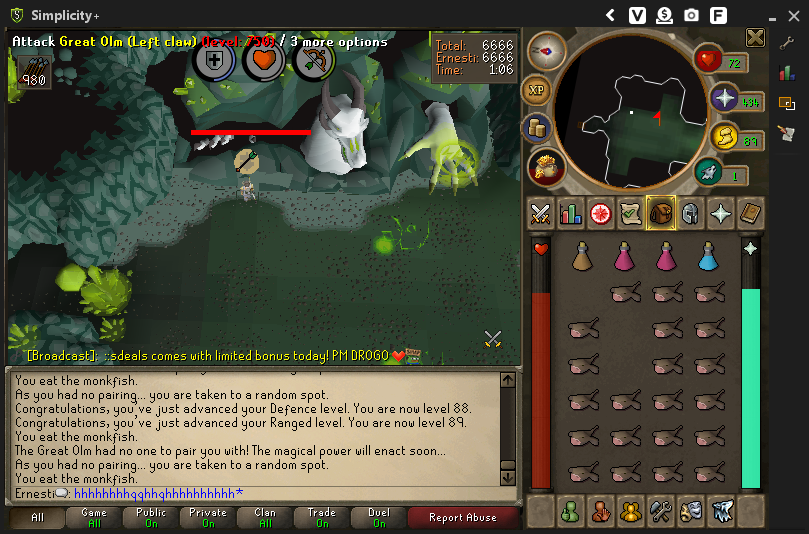 Simplicity+
Attack Great Olm (Left claw) (level: 750) / 3 more options
980
Total: 6666
Ernesti: 6666
Time: 1:06
72
XP
434
89
1
[Broadcast]: ::sdeals comes with limited bonus today! PM DROGO
You eat the monkfish.
As you had no pairing... you are taken to a random spot.
Congratulations, you've just advanced your Defence level. You are now level 88.
Congratulations, you've just advanced your Ranged level. You are now level 89.
You eat the monkfish.
The Great Olm had no one to pair you with! The magical power will enact soon...
As you had no pairing... you are taken to a random spot.
You eat the monkfish.
Ernesti: hhhhhhhhqqhhqhhhhhhhhhhh*
All
Game
All
Public
On
Private
On
Clan
All
Trade
On
Duel
On
Report Abuse